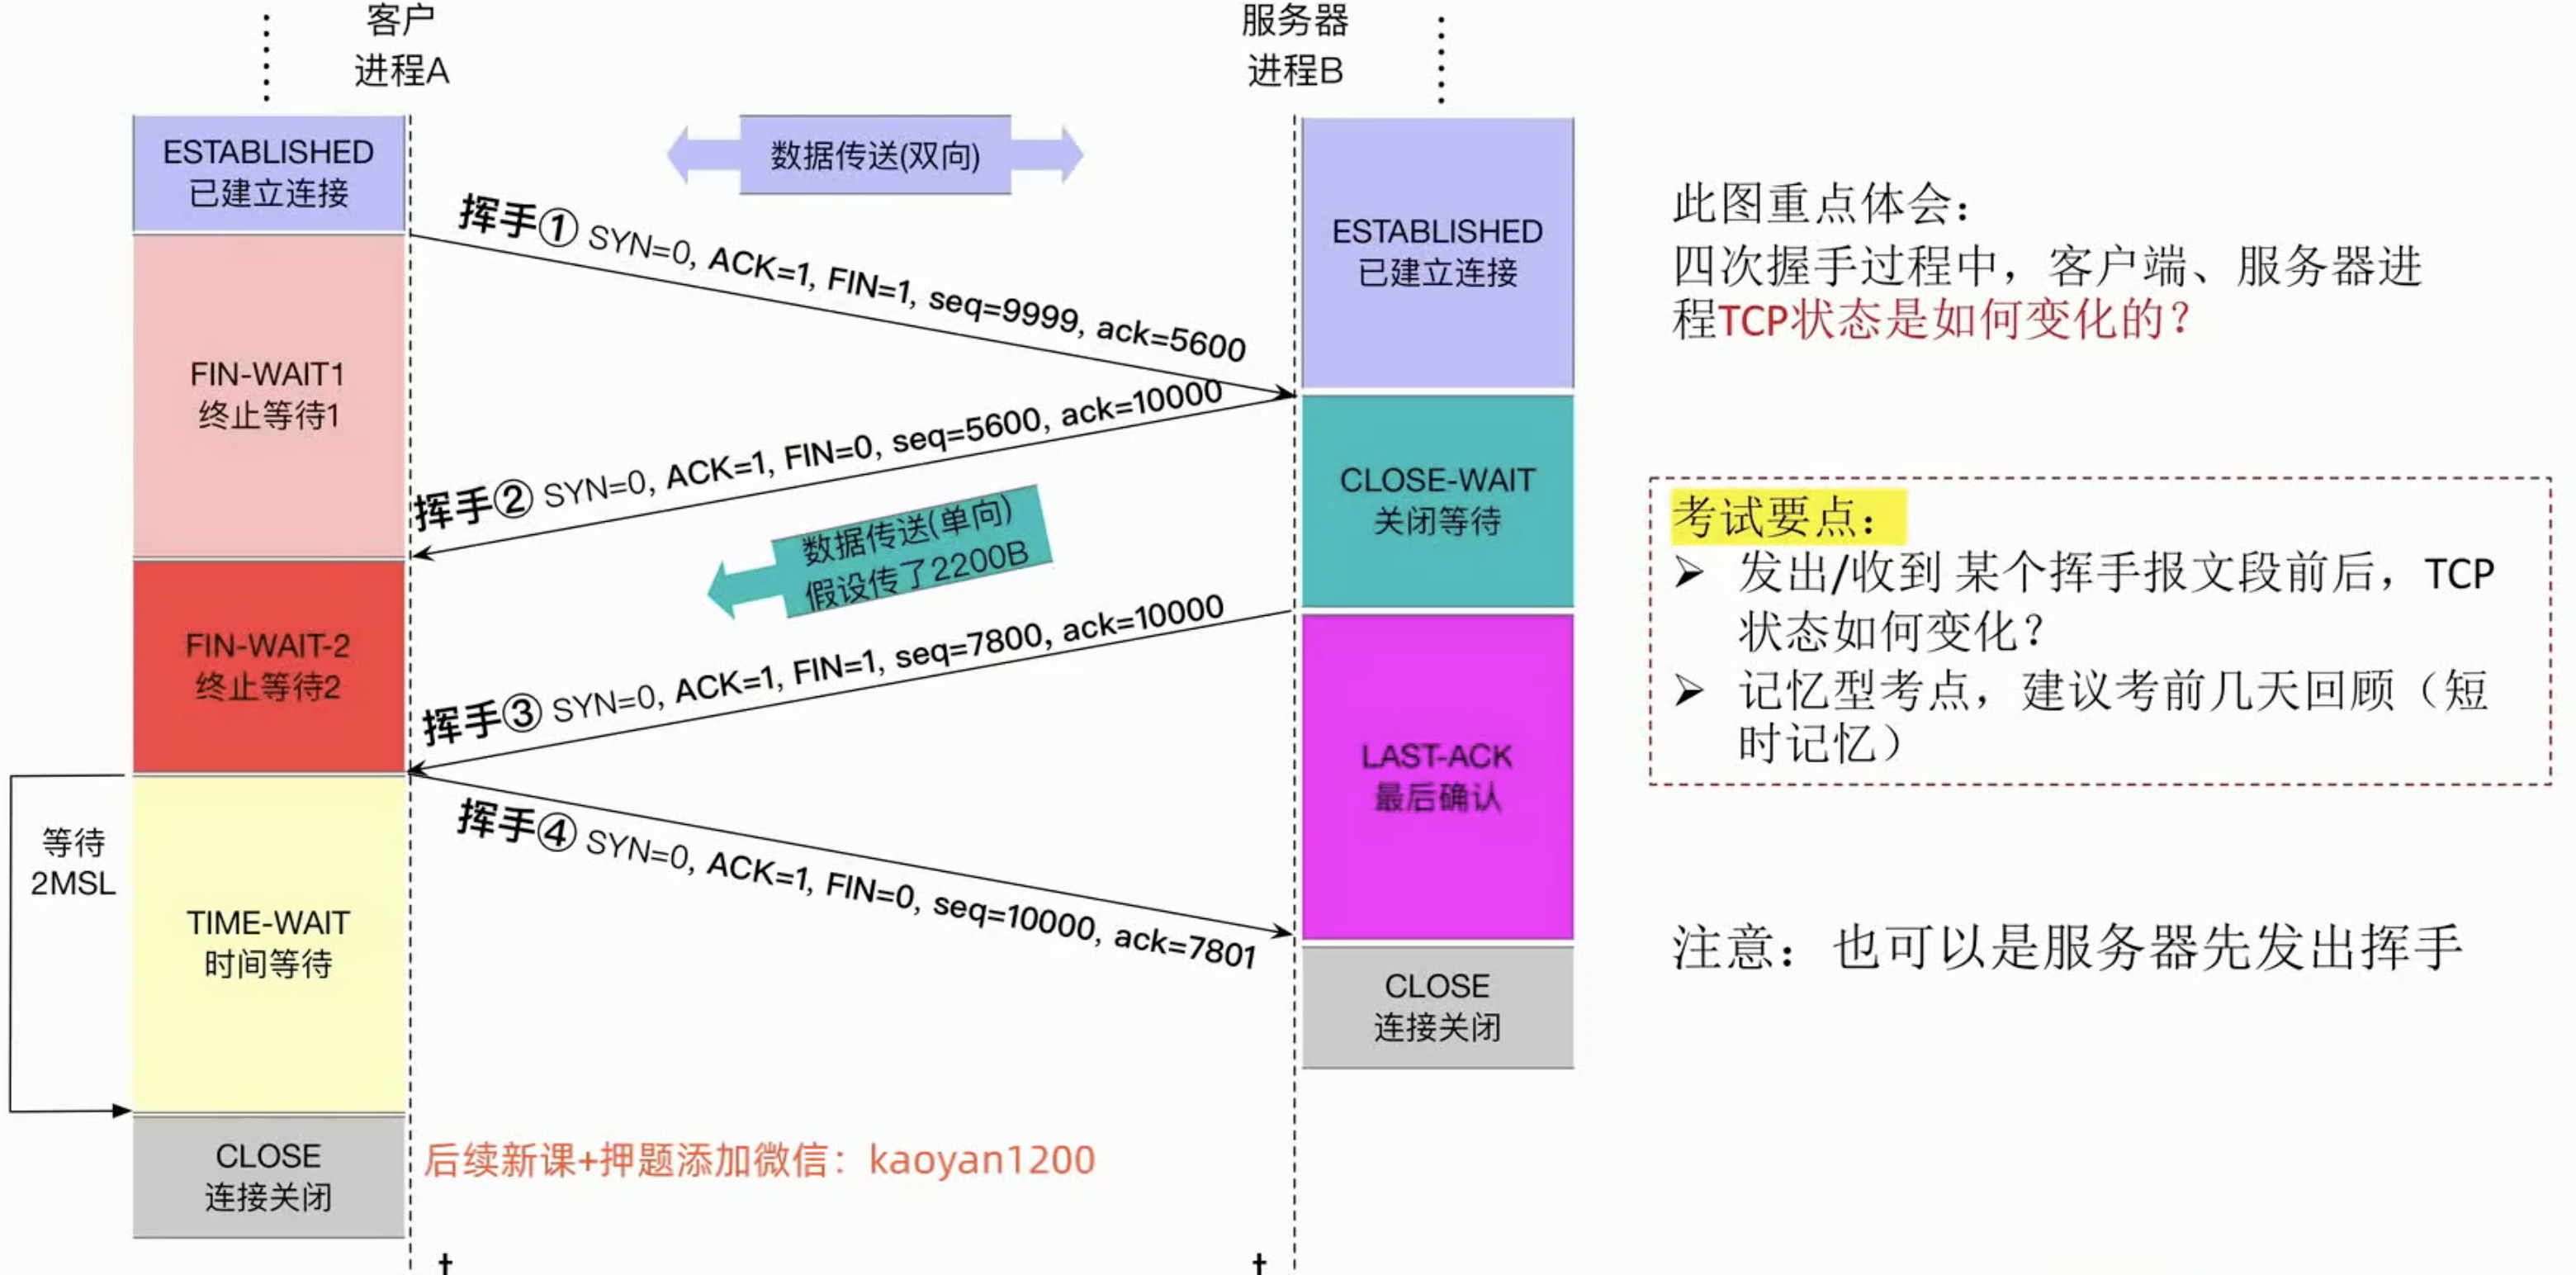 客户
进程A
服务器
进程B
ESTABLISHED
已建立连接
数据传送(双向)
ESTABLISHED
已建立连接
挥手① SYN=0, ACK=1, FIN=1, seq=9999, ack=5600
FIN-WAIT1
终止等待1
挥手② SYN=0, ACK=1, FIN=0, seq=5600, ack=10000
CLOSE-WAIT
关闭等待
数据传送(单向)
假设传了2200B
FIN-WAIT-2
终止等待2
挥手③ SYN=0, ACK=1, FIN=1, seq=7800, ack=10000
LAST-ACK
最后确认
挥手④ SYN=0, ACK=1, FIN=0, seq=10000, ack=7801
等待
2MSL
TIME-WAIT
时间等待
CLOSE
连接关闭
CLOSE
连接关闭
后续新课+押题添加微信：kaoyan1200
t
t
此图重点体会：
四次握手过程中，客户端、服务器进
程TCP状态是如何变化的？
考试要点：
➢ 发出/收到 某个挥手报文段前后，TCP
状态如何变化？
➢ 记忆型考点，建议考前几天回顾（短
时记忆）
注意：也可以是服务器先发出挥手